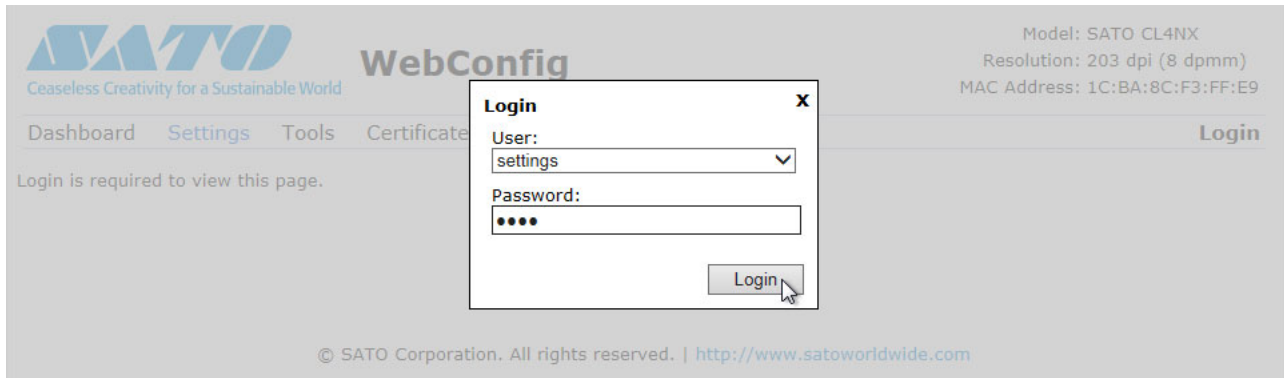 SATO
Ceaseless Creativity for a Sustainable World
WebConfig
Model: SATO CL4NX
Resolution: 203 dpi (8 dpmm)
MAC Address: 1C:BA:8C:F3:FF:E9
Dashboard Settings Tools Certificate
Login
Login is required to view this page.
Login x
User:
settings
Password:
••••
Login
© SATO Corporation. All rights reserved. | http://www.satoworldwide.com